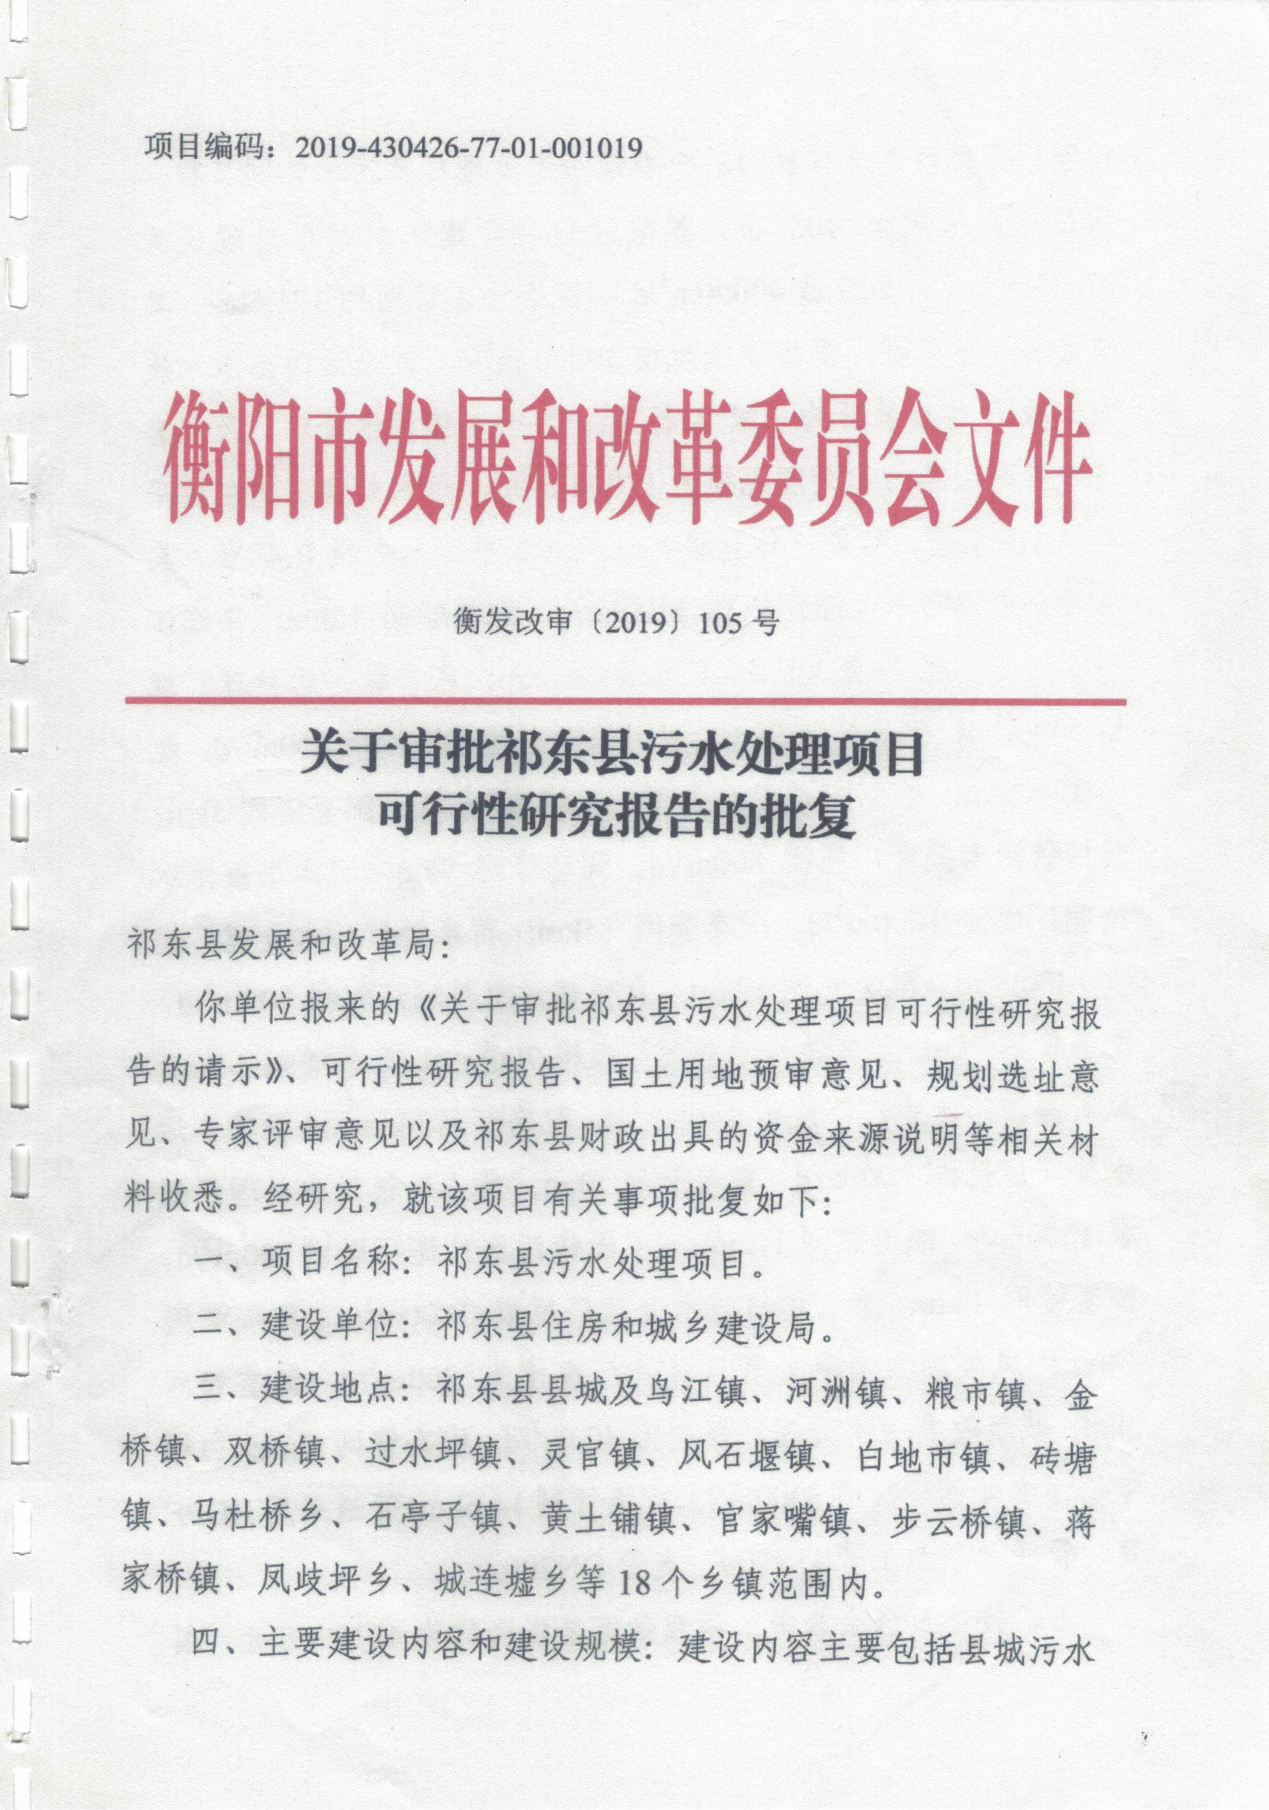 项目编码：2019-430426-77-01-001019
衡阳市发展和改革委员会文件
衡发改审〔2019〕105 号
关于审批祁东县污水处理项目
可行性研究报告的批复
祁东县发展和改革局：
你单位报来的《关于审批祁东县污水处理项目可行性研究报
告的请示》、可行性研究报告、国土用地预审意见、规划选址意
见、专家评审意见以及祁东县财政出具的资金来源说明等相关材
料收悉。经研究，就该项目有关事项批复如下：
一、项目名称：祁东县污水处理项目。
二、建设单位：祁东县住房和城乡建设局。
三、建设地点：祁东县县城及鸟江镇、河洲镇、粮市镇、金
桥镇、双桥镇、过水坪镇、灵官镇、风石堰镇、白地市镇、砖塘
镇、马杜桥乡、石亭子镇、黄土铺镇、官家嘴镇、步云桥镇、蒋
家桥镇、凤歧坪乡、城连墟乡等 18 个乡镇范围内。
四、主要建设内容和建设规模：建设内容主要包括县城污水